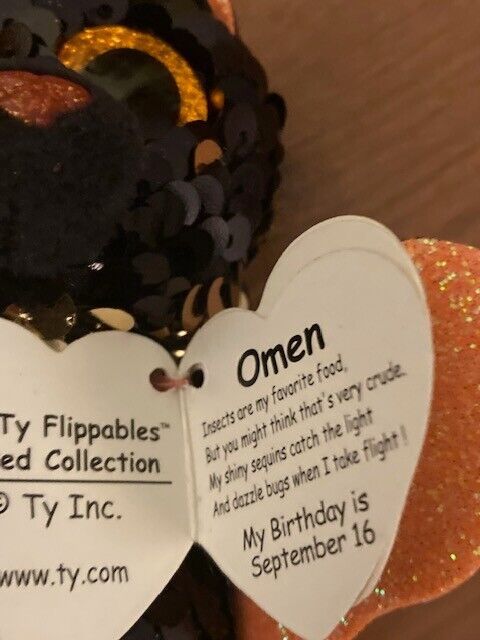 Ty Flippables™
ed Collection
© Ty Inc.
www.ty.com
Omen
Insects are my favorite food,
But you might think that's very crude.
My shiny sequins catch the light
And dazzle bugs when I take flight!
My Birthday is
September 16